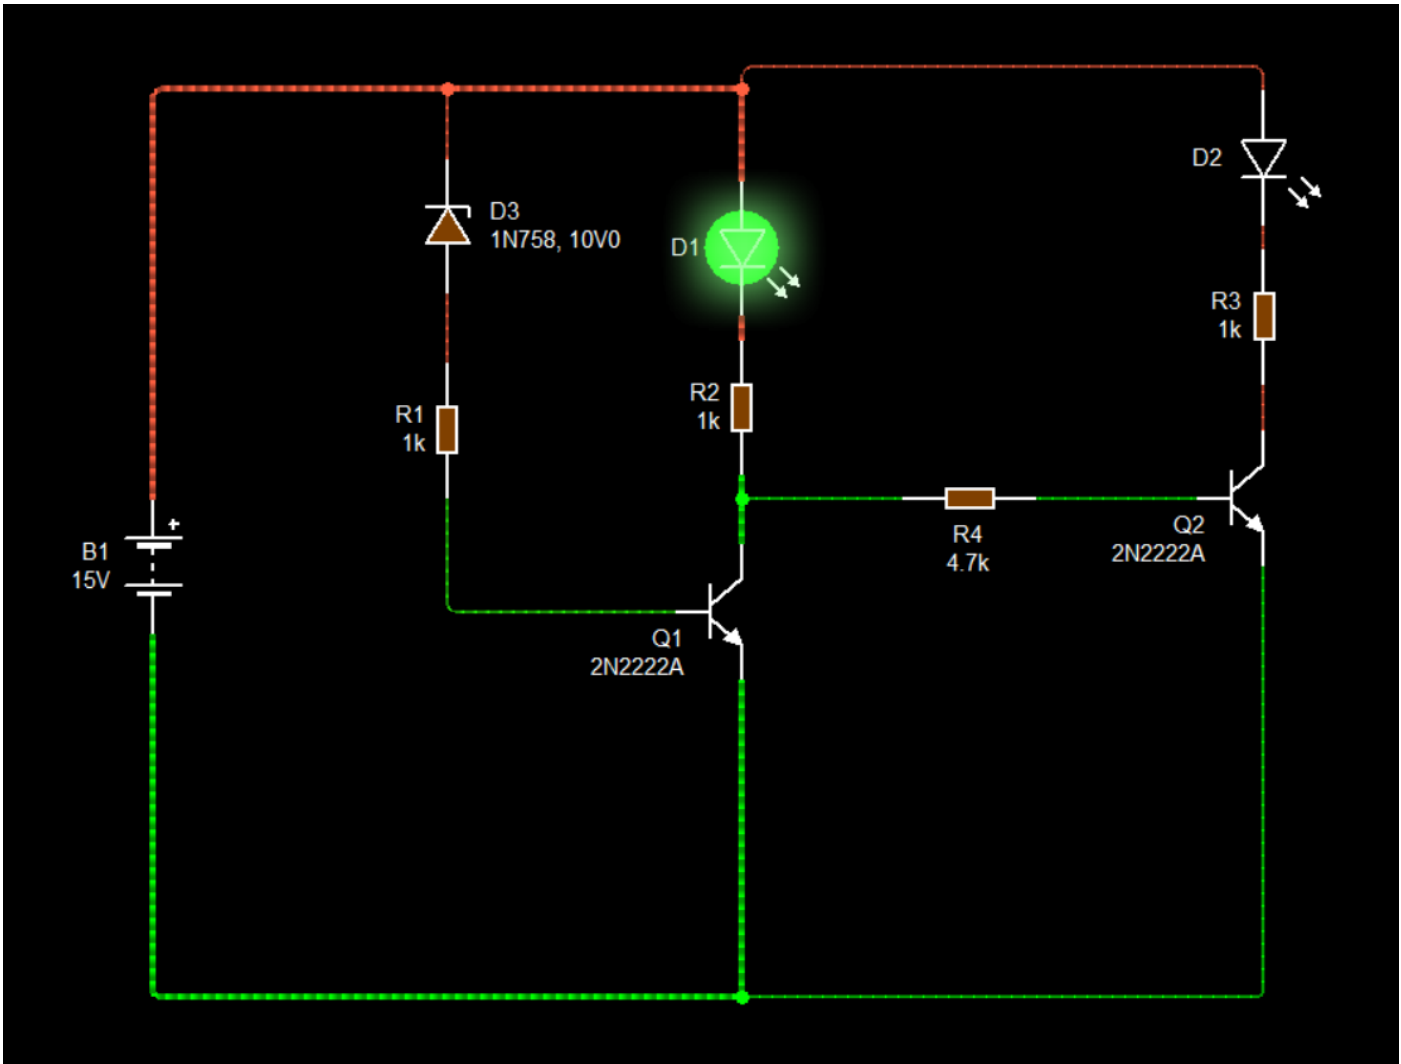 D2
D3
1N758, 10V0
D1
R3
1k
R2
1k
R1
1k
+
B1
15V
R4
4.7k
Q2
2N2222A
Q1
2N2222A